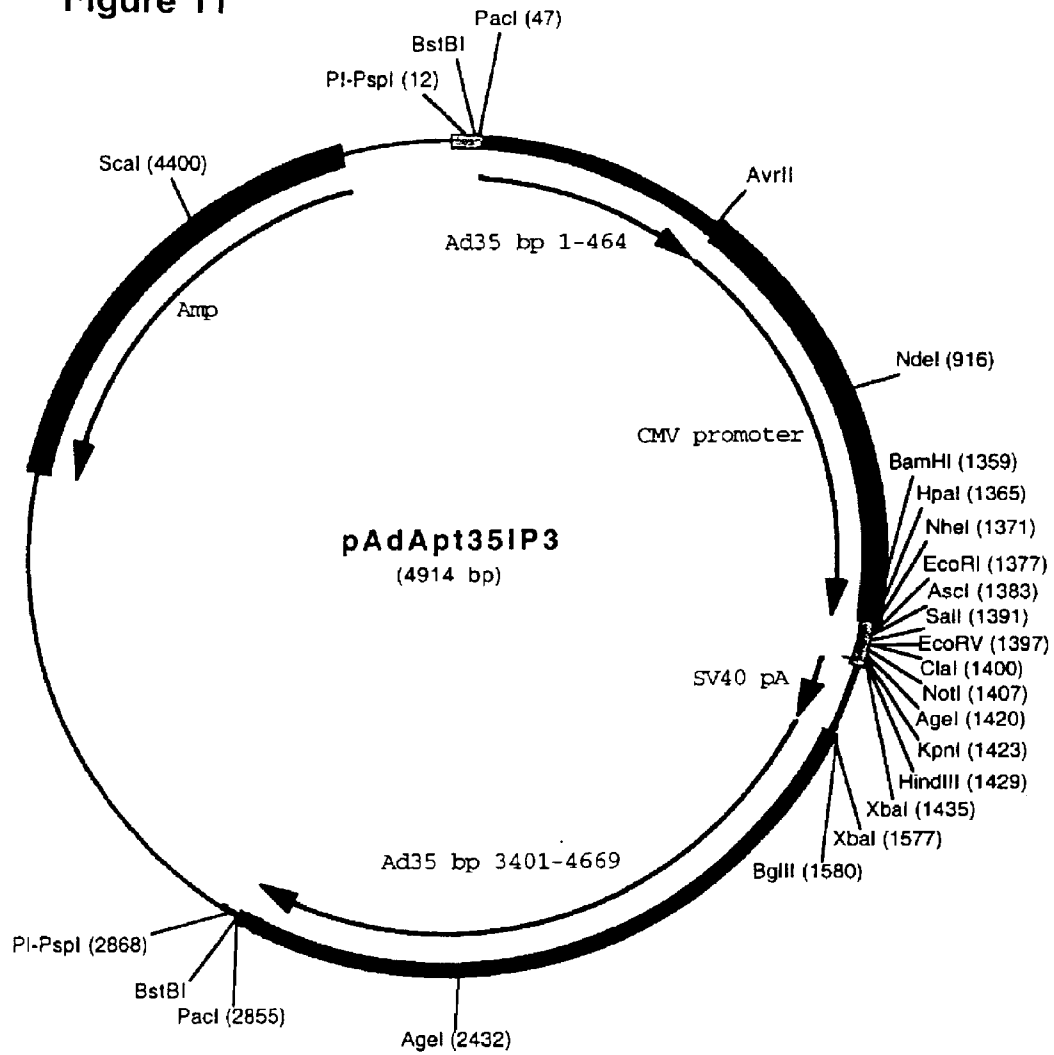 Figure 11
PacI (47)
BstBI
PI-PspI (12)
ScaI (4400)
AvrII
Ad35 bp 1-464
Amp
NdeI (916)
CMV promoter
BamHI (1359)
HpaI (1365)
NheI (1371)
EcoRI (1377)
AscI (1383)
SalI (1391)
EcoRV (1397)
ClaI (1400)
NotI (1407)
AgeI (1420)
KpnI (1423)
HindIII (1429)
XbaI (1435)
XbaI (1577)
BglII (1580)
pAdApt35IP3
(4914 bp)
SV40 pA
Ad35 bp 3401-4669
PI-PspI (2868)
BstBI
PacI (2855)
AgeI (2432)